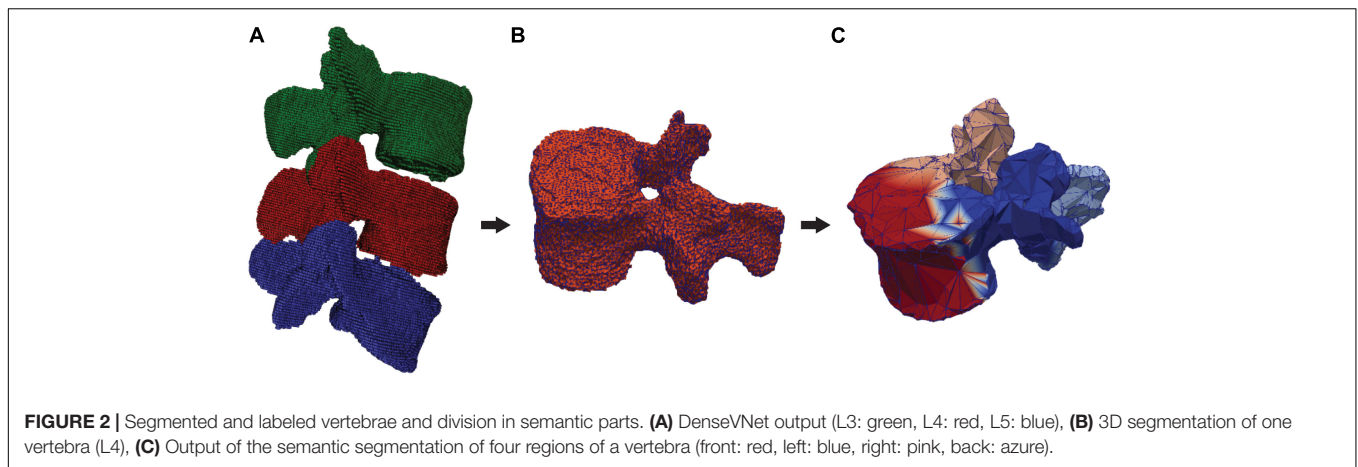 A
B
C
FIGURE 2 | Segmented and labeled vertebrae and division in semantic parts. (A) DenseVNet output (L3: green, L4: red, L5: blue), (B) 3D segmentation of one
vertebra (L4), (C) Output of the semantic segmentation of four regions of a vertebra (front: red, left: blue, right: pink, back: azure).